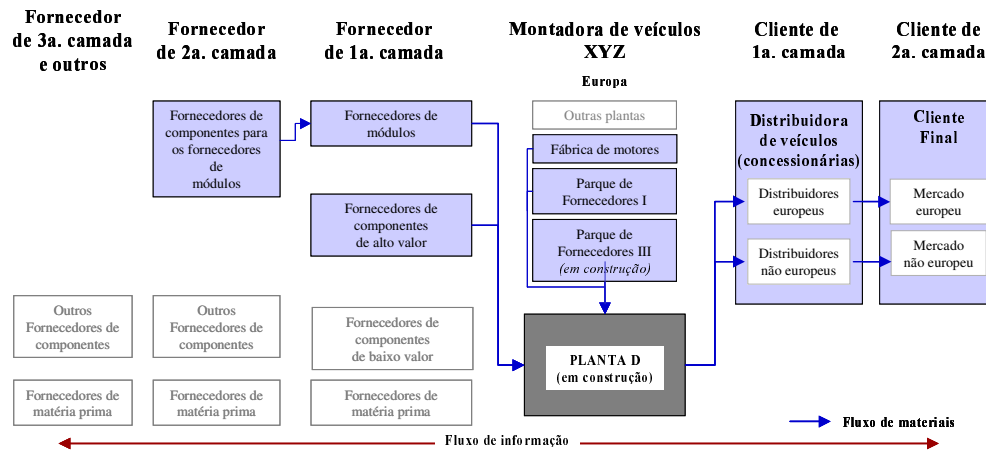 Fornecedor
de 3a. camada
e outros
Fornecedor
de 2a. camada
Fornecedor
de 1a. camada
Montadora de veículos
XYZ
Europa
Cliente de
1a. camada
Cliente de
2a. camada
Fornecedores de
componentes para
os fornecedores
de
módulos
Fornecedores de
módulos
Fornecedores de
componentes
de alto valor
Outras plantas
Fábrica de motores
Parque de
Fornecedores I
Parque de
Fornecedores III
(em construção)
Distribuidora
de veículos
(concessionárias)
Distribuidores
europeus
Distribuidores
não europeus
Cliente
Final
Mercado
europeu
Mercado
não europeu
Outros
Fornecedores de
componentes
Outros
Fornecedores de
componentes
Fornecedores de
componentes
de baixo valor
PLANTA D
(em construção)
Fornecedores de
matéria prima
Fornecedores de
matéria prima
Fornecedores de
matéria prima
Fluxo de materiais
Fluxo de informação